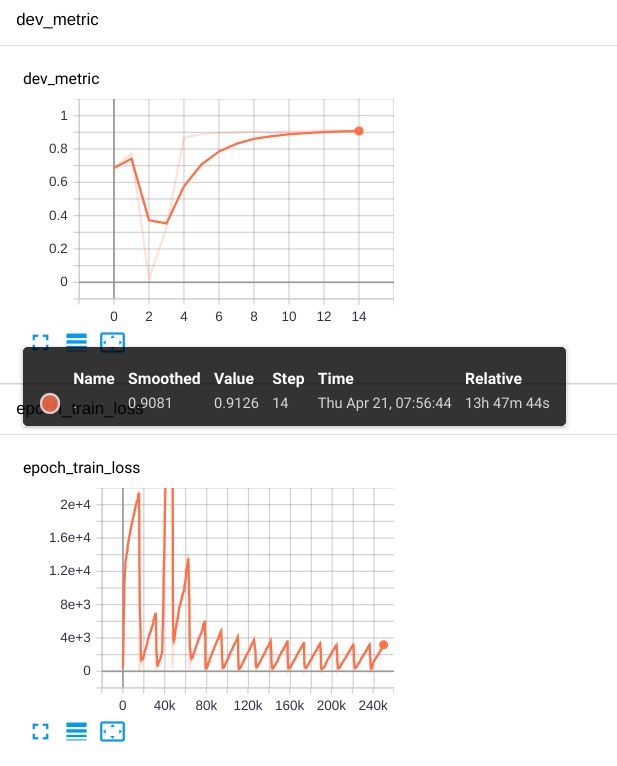 dev_metric
dev_metric
1
0.8
0.6
0.4
0.2
0
0 2 4 6 8 10 12 14
Name Smoothed Value Step Time Relative
0.9081 0.9126 14 Thu Apr 21, 07:56:44 13h 47m 44s
epoch_train_loss
epoch_train_loss
2e+4
1.6e+4
1.2e+4
8e+3
4e+3
0
0 40k 80k 120k 160k 200k 240k